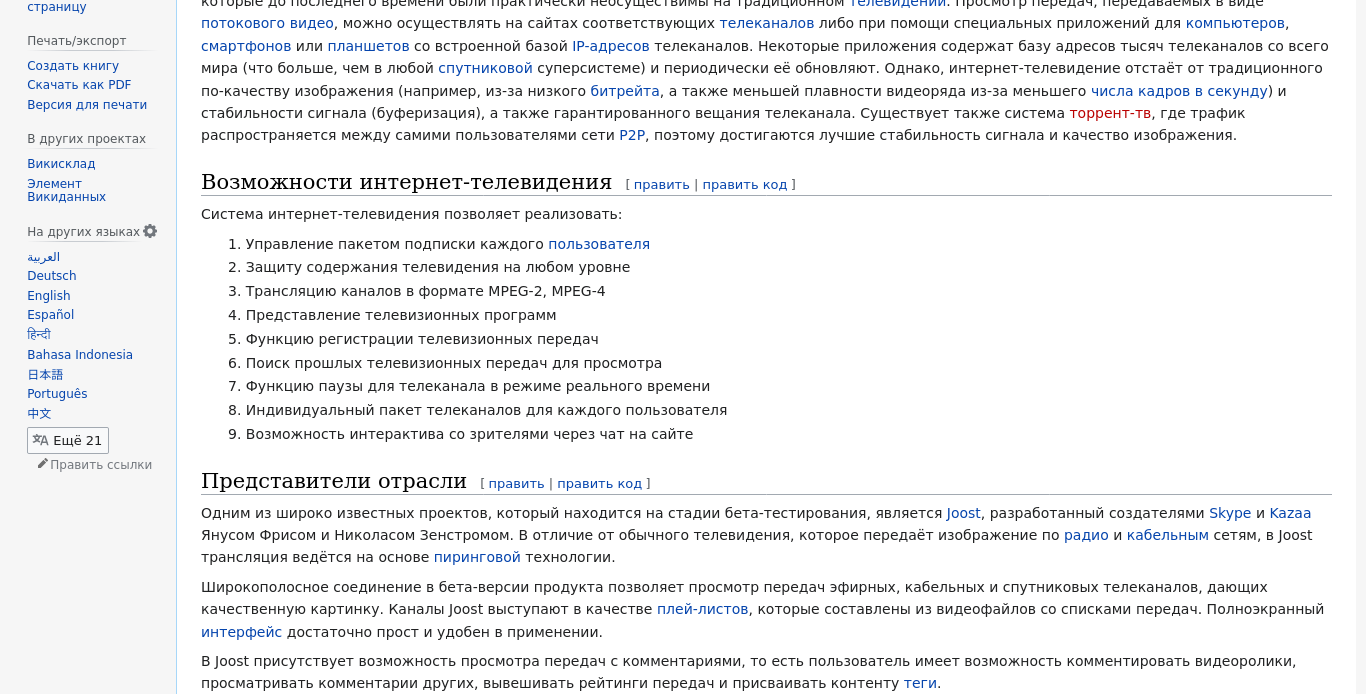 страницу
Печать/экспорт
Создать книгу
Скачать как PDF
Версия для печати
В других проектах
Викисклад
Элемент
Викиданных
На других языках
العربية
Deutsch
English
Español
हिन्दी
Bahasa Indonesia
日本語
Português
中文
Ещё 21
Править ссылки
которые до последнего времени были практически неосуществимы на традиционном телевидении. Просмотр передач, передаваемых в виде
потокового видео, можно осуществлять на сайтах соответствующих телеканалов либо при помощи специальных приложений для компьютеров,
смартфонов или планшетов со встроенной базой IP-адресов телеканалов. Некоторые приложения содержат базу адресов тысяч телеканалов со всего
мира (что больше, чем в любой спутниковой суперсистеме) и периодически её обновляют. Однако, интернет-телевидение отстаёт от традиционного
по-качеству изображения (например, из-за низкого битрейта, а также меньшей плавности видеоряда из-за меньшего числа кадров в секунду) и
стабильности сигнала (буферизация), а также гарантированного вещания телеканала. Существует также система торрент-тв, где трафик
распространяется между самими пользователями сети P2P, поэтому достигаются лучшие стабильность сигнала и качество изображения.
Возможности интернет-телевидения [ править | править код ]
Система интернет-телевидения позволяет реализовать:
1. Управление пакетом подписки каждого пользователя
2. Защиту содержания телевидения на любом уровне
3. Трансляцию каналов в формате MPEG-2, MPEG-4
4. Представление телевизионных программ
5. Функцию регистрации телевизионных передач
6. Поиск прошлых телевизионных передач для просмотра
7. Функцию паузы для телеканала в режиме реального времени
8. Индивидуальный пакет телеканалов для каждого пользователя
9. Возможность интерактива со зрителями через чат на сайте
Представители отрасли [ править | править код ]
Одним из широко известных проектов, который находится на стадии бета-тестирования, является Joost, разработанный создателями Skype и Kazaa
Янусом Фрисом и Николасом Зенстромом. В отличие от обычного телевидения, которое передаёт изображение по радио и кабельным сетям, в Joost
трансляция ведётся на основе пиринговой технологии.
Широкополосное соединение в бета-версии продукта позволяет просмотр передач эфирных, кабельных и спутниковых телеканалов, дающих
качественную картинку. Каналы Joost выступают в качестве плей-листов, которые составлены из видеофайлов со списками передач. Полноэкранный
интерфейс достаточно прост и удобен в применении.
В Joost присутствует возможность просмотра передач с комментариями, то есть пользователь имеет возможность комментировать видеоролики,
просматривать комментарии других, вывешивать рейтинги передач и присваивать контенту теги.